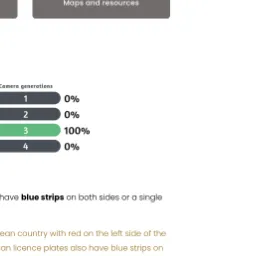 Maps and resources
Camera generations
1 0%
2 0%
3 100%
4 0%
have blue strips on both sides or a single
ean country with red on the left side of the
an licence plates also have blue strips on